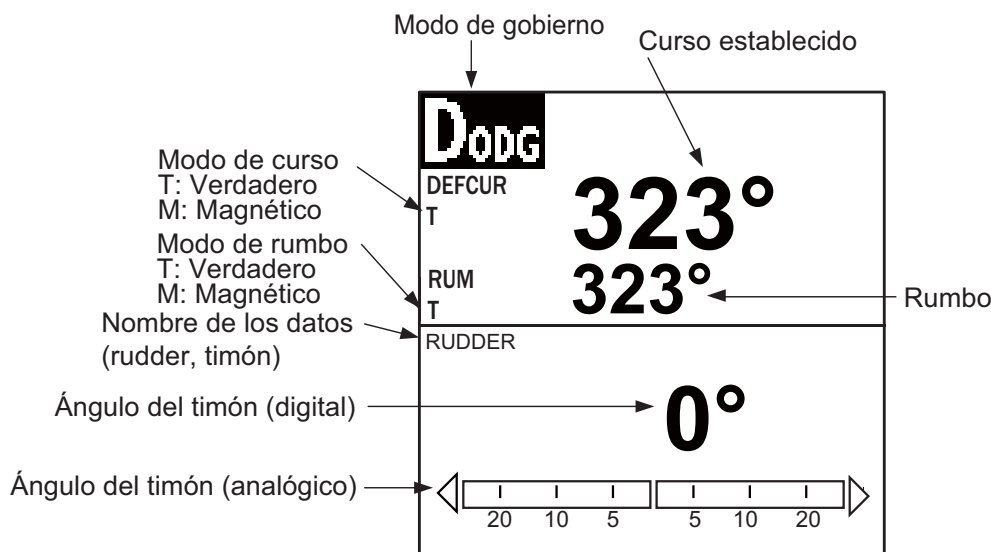 Modo de gobierno
Curso establecido
DODG
Modo de curso
T: Verdadero
M: Magnético
DEFCUR
T
323°
Modo de rumbo
T: Verdadero
M: Magnético
RUM
T
323°
Rumbo
Nombre de los datos
(rudder, timón)
RUDDER
Ángulo del timón (digital)
0°
Ángulo del timón (analógico)
20 10 5 5 10 20